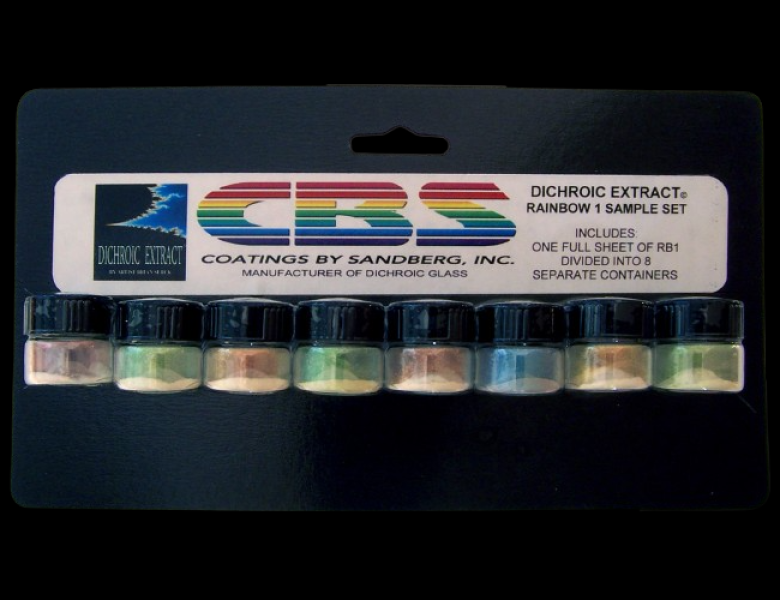 DICHROIC EXTRACT
CBS
COATINGS BY SANDBERG, INC.
MANUFACTURER OF DICHROIC GLASS
DICHROIC EXTRACT©
RAINBOW 1 SAMPLE SET
INCLUDES:
ONE FULL SHEET OF RB1
DIVIDED INTO 8
SEPARATE CONTAINERS